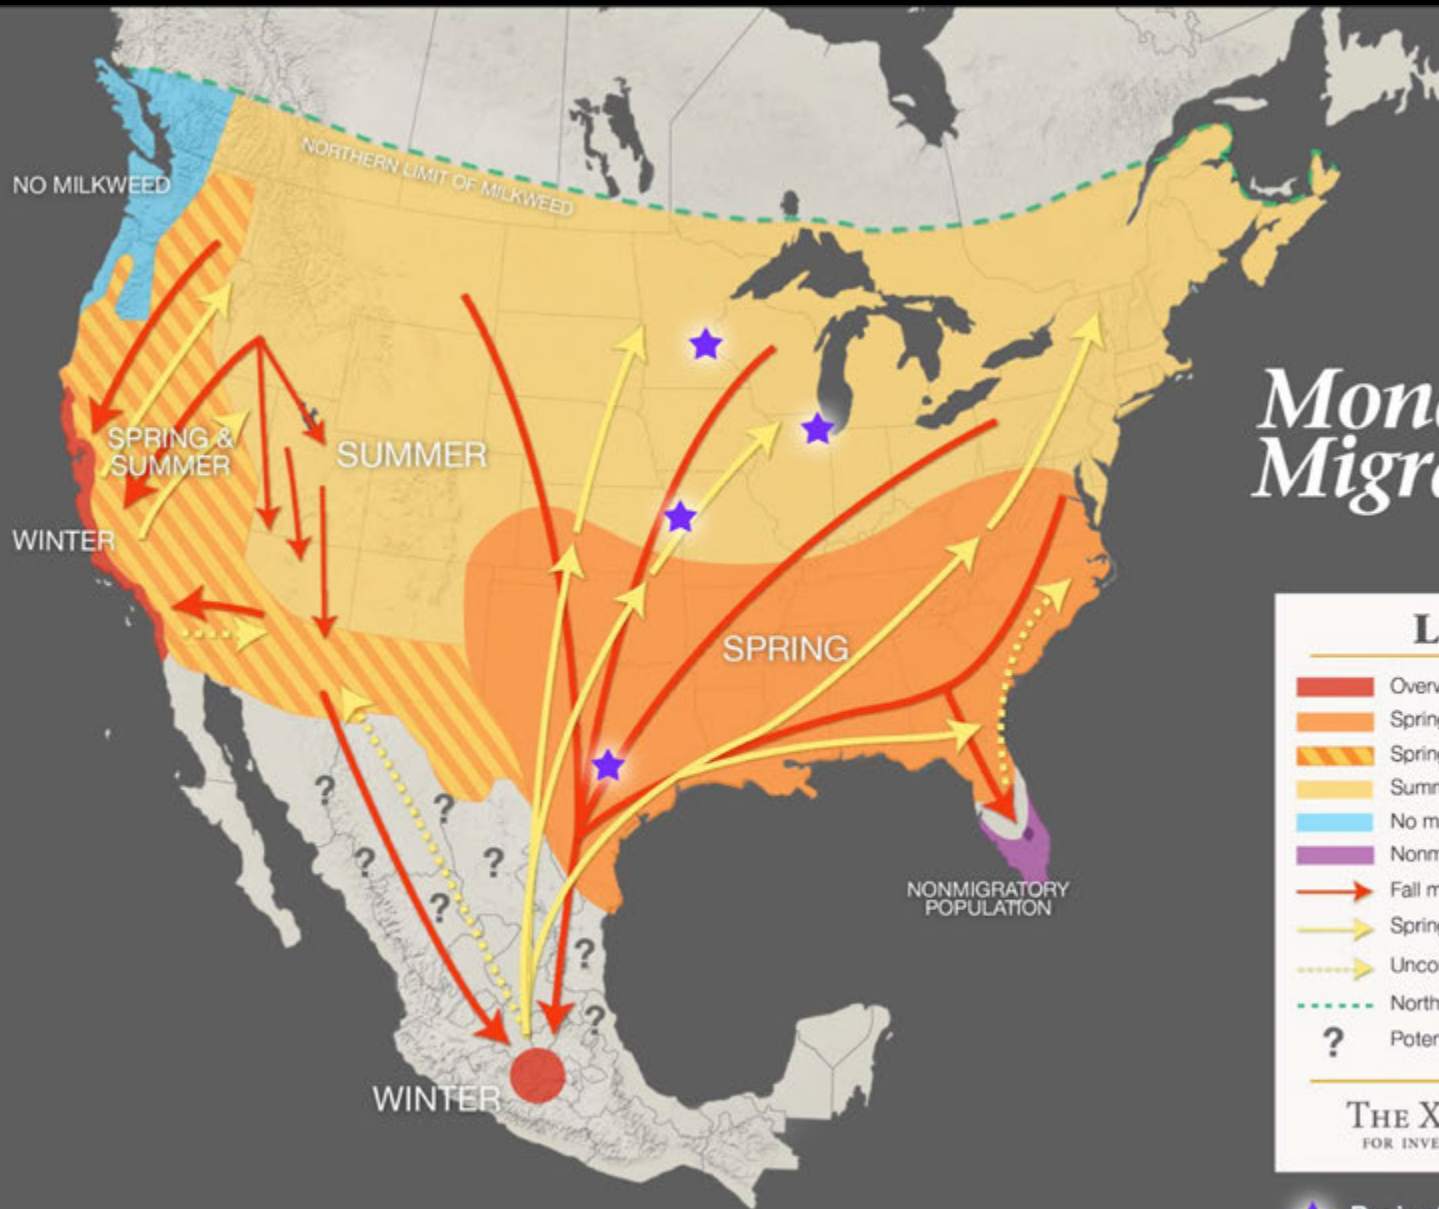 NORTHERN LIMIT OF MILKWEED
NO MILKWEED
SPRING &
SUMMER
SUMMER
WINTER
SPRING
?
?
?
?
?
?
?
WINTER
NONMIGRATORY
POPULATION
Mon
Migr
L
Overw
Spring
Spring
Summ
No m
Nonm
Fall m
Spring
Unco
North
?
Poten
THE X
FOR INVE